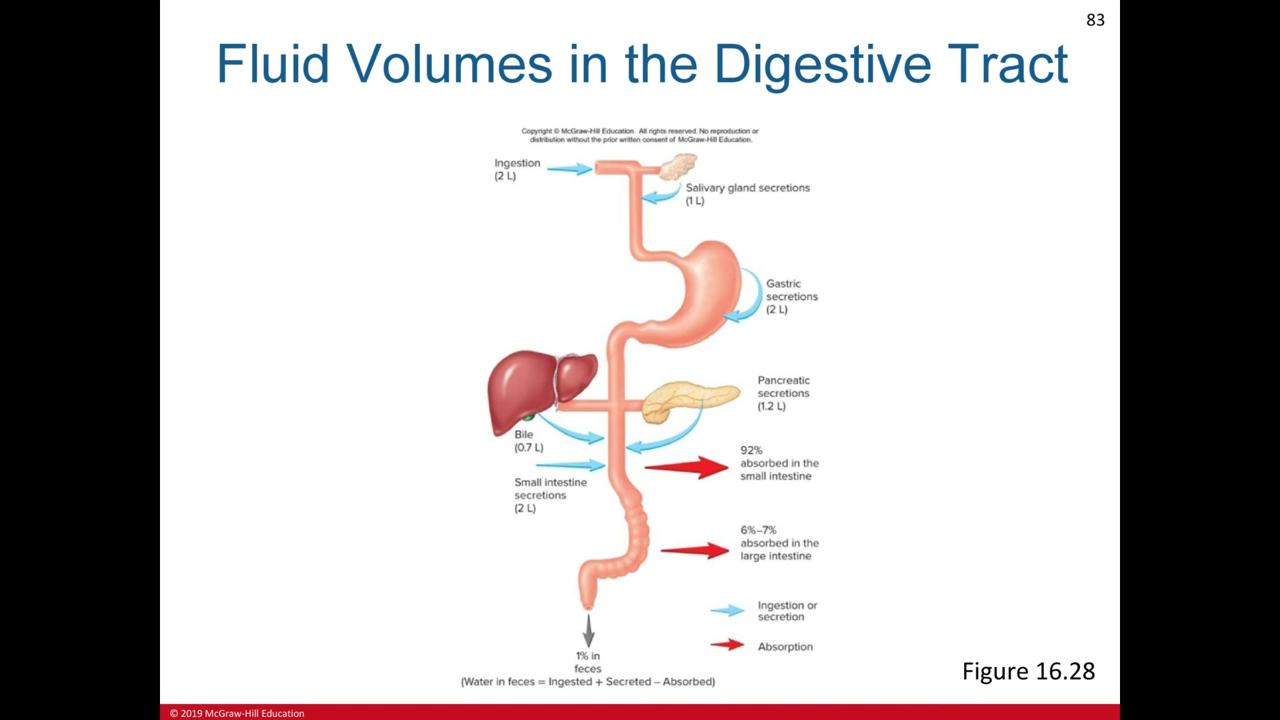 83
Fluid Volumes in the Digestive Tract
Copyright © McGraw-Hill Education. All rights reserved. No reproduction or
distribution without the prior written consent of McGraw-Hill Education.
Ingestion
(2 L)
Salivary gland secretions
(1 L)
Gastric
secretions
(2 L)
Pancreatic
secretions
(1.2 L)
Bile
(0.7 L)
92%
absorbed in the
small intestine
Small intestine
secretions
(2 L)
6%–7%
absorbed in the
large intestine
Ingestion or
secretion
Absorption
1% in
feces
(Water in feces = Ingested + Secreted – Absorbed)
Figure 16.28
© 2019 McGraw-Hill Education